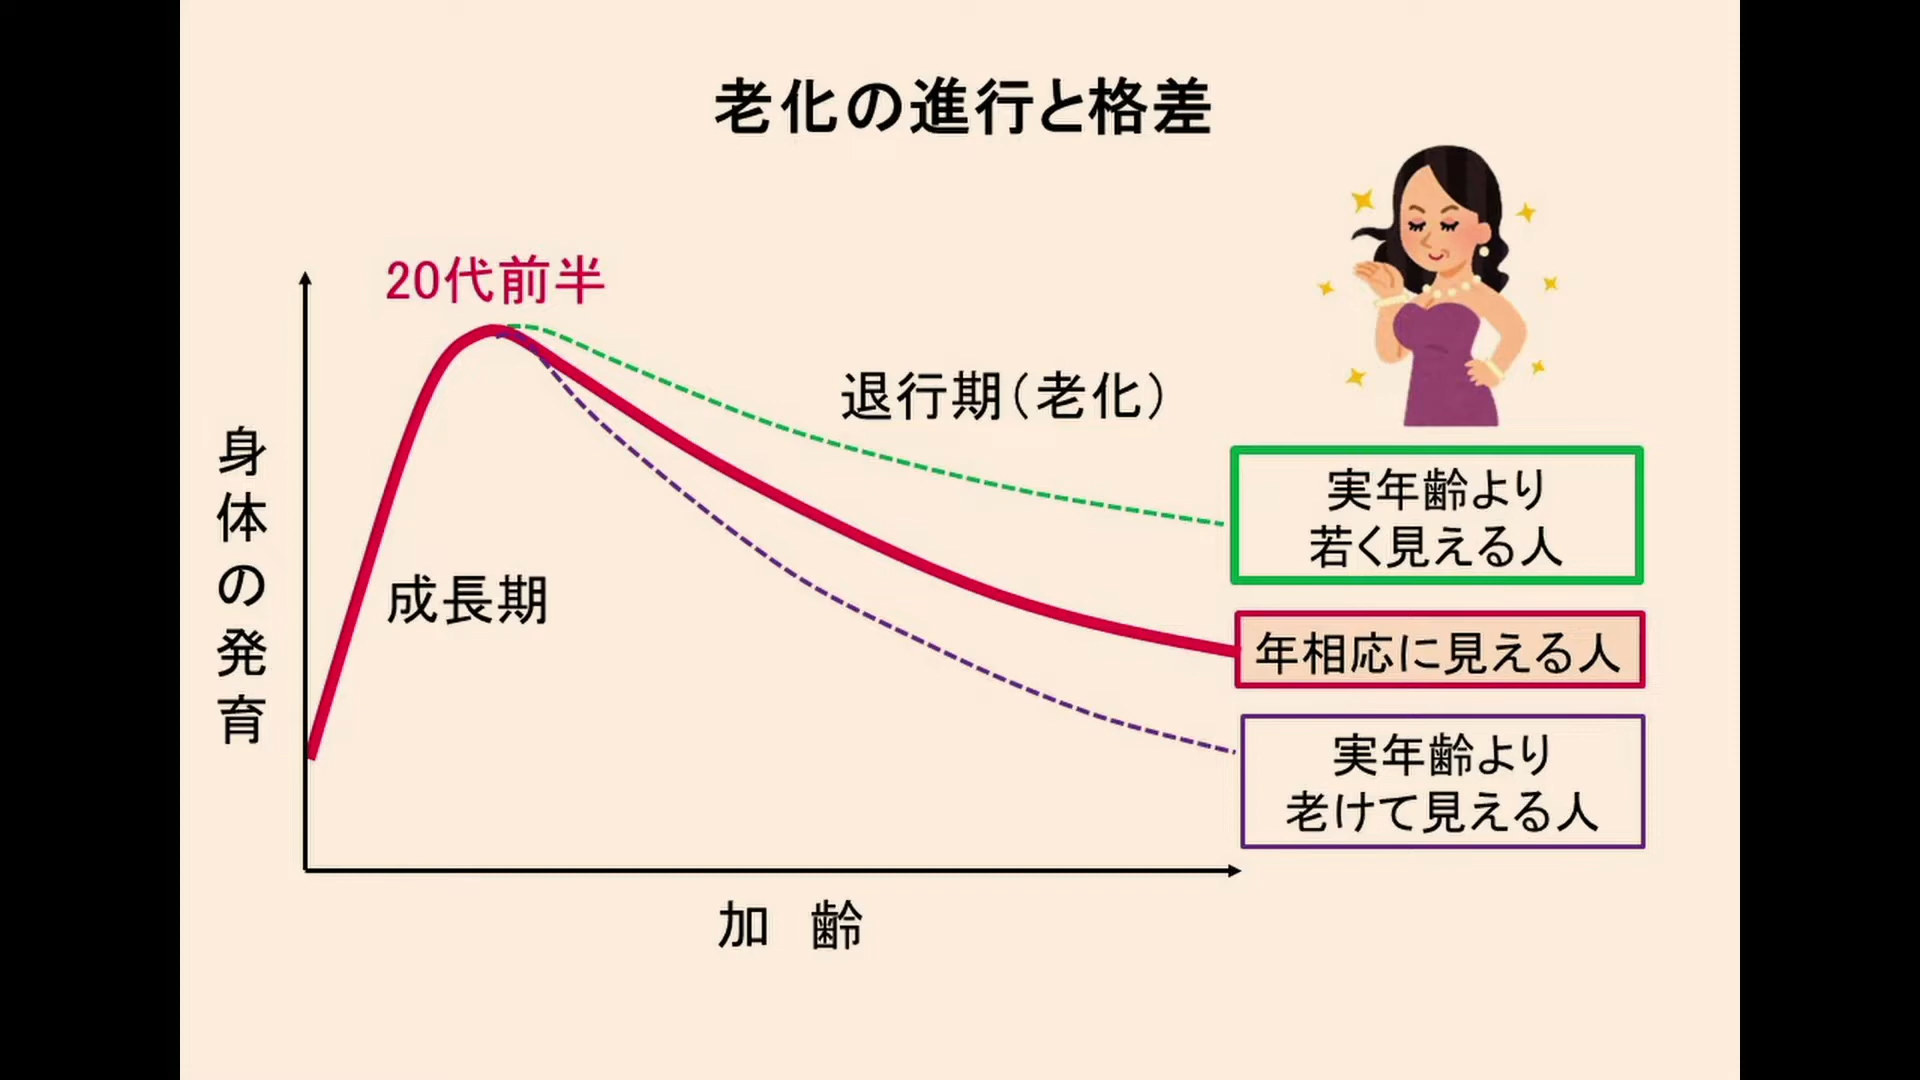 老化の進行と格差
20代前半
退行期（老化）
成長期
身体の発育
加 齢
実年齢より
若く見える人
年相応に見える人
実年齢より
老けて見える人